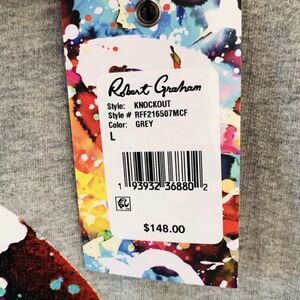 Robert Graham
Style: KNOCKOUT
Style # RFF216507MCF
Color: GREY
L
1 93932 36880 2
$148.00